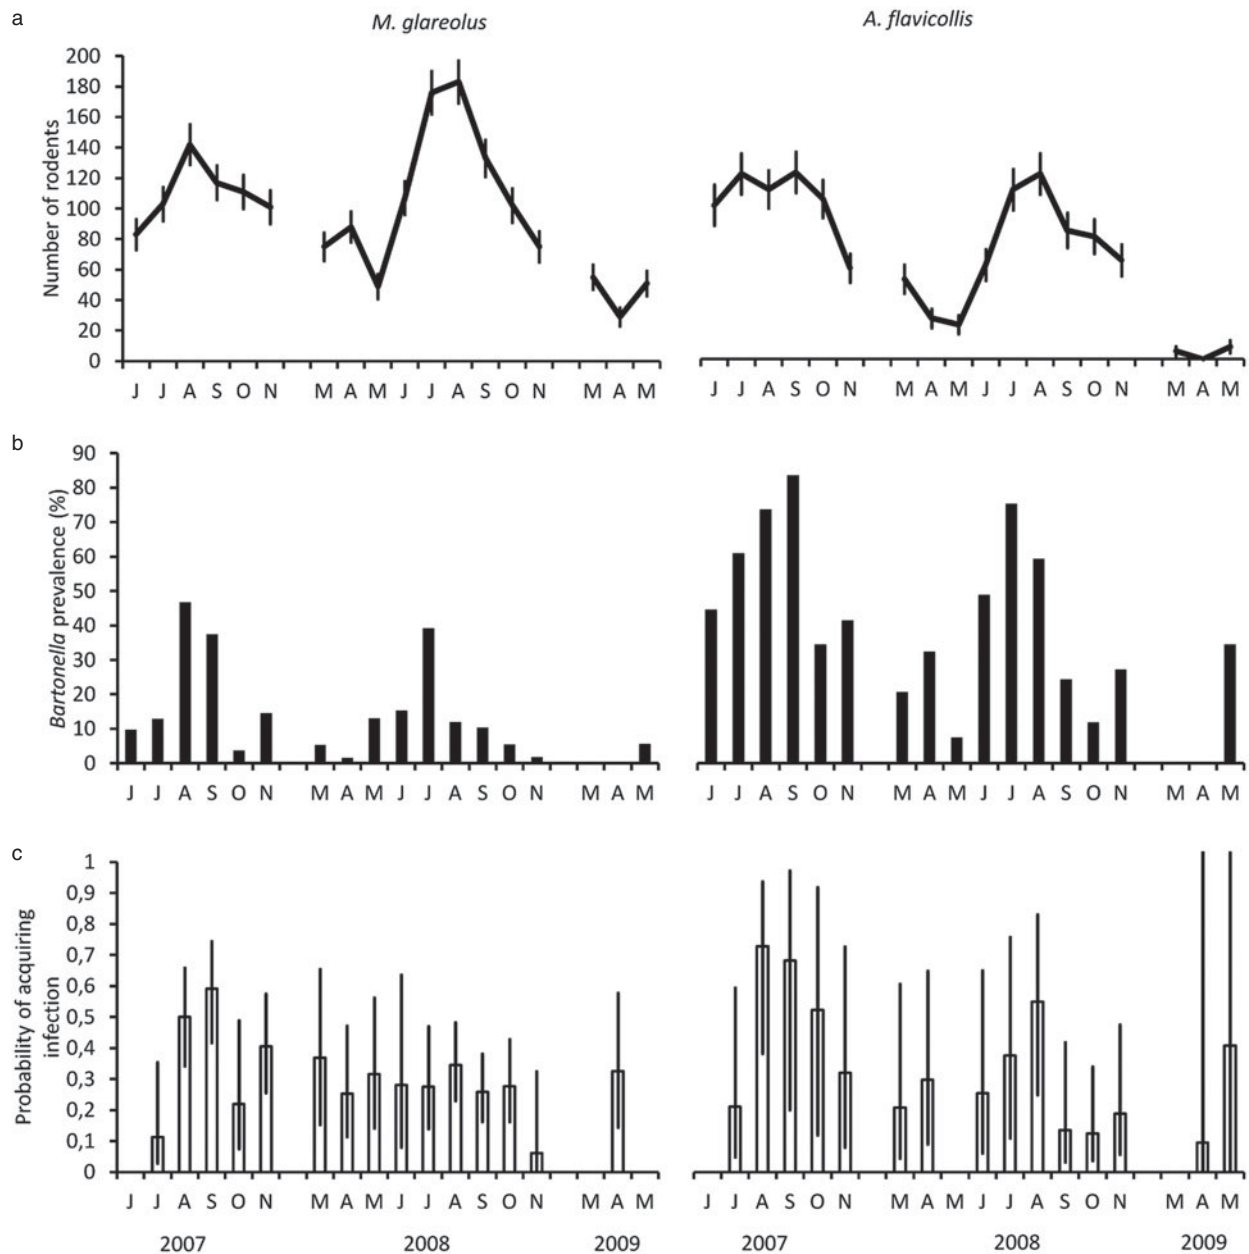 a
M. glareolus
A. flavicollis
Number of rodents
200
180
160
140
120
100
80
60
40
20
0
J J A S O N M A M J J A S O N M A M
J J A S O N M A M J J A S O N M A M
b
Bartonella prevalence (%)
90
80
70
60
50
40
30
20
10
0
J J A S O N M A M J J A S O N M A M
J J A S O N M A M J J A S O N M A M
c
Probability of acquiring
infection
1
0,9
0,8
0,7
0,6
0,5
0,4
0,3
0,2
0,1
0
J J A S O N M A M J J A S O N M A M
J J A S O N M A M J J A S O N M A M
2007 2008 2009
2007 2008 2009